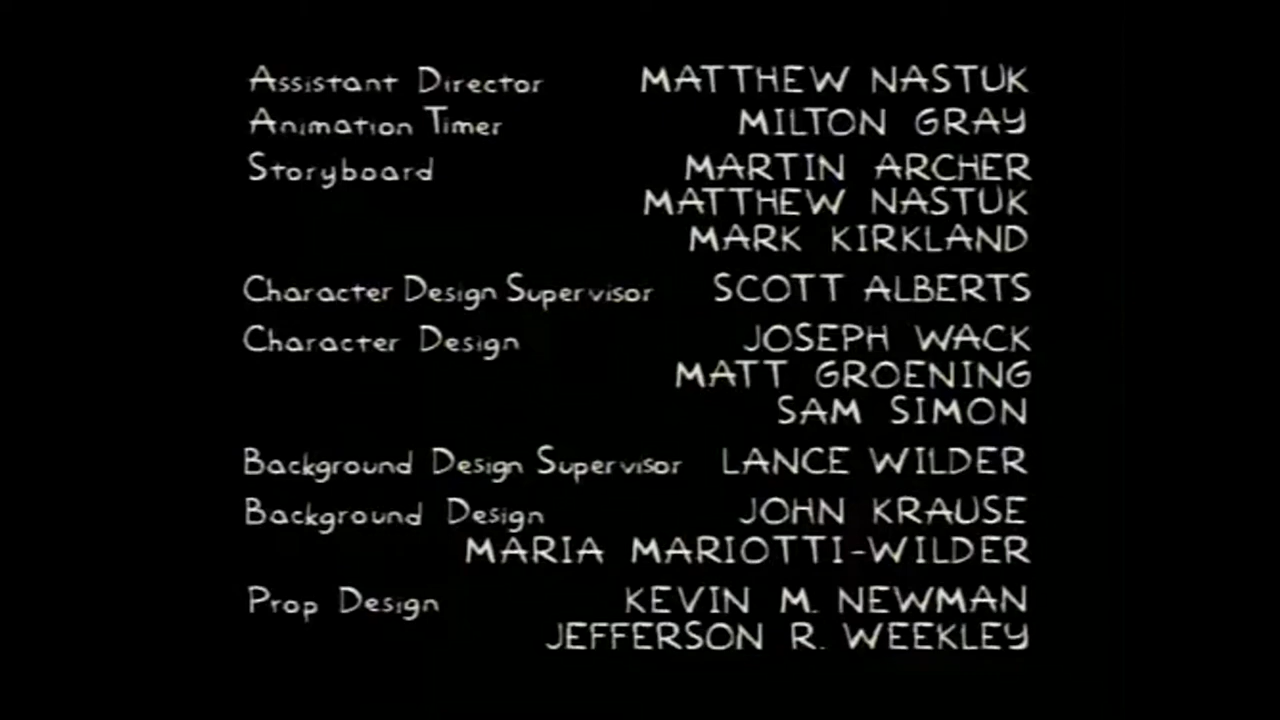 Assistant Director MATTHEW NASTUK
Animation Timer MILTON GRAY
Storyboard MARTIN ARCHER
MATTHEW NASTUK
MARK KIRKLAND
Character Design Supervisor SCOTT ALBERTS
Character Design JOSEPH WACK
MATT GROENING
SAM SIMON
Background Design Supervisor LANCE WILDER
Background Design JOHN KRAUSE
MARIA MARIOTTI-WILDER
Prop Design KEVIN M. NEWMAN
JEFFERSON R. WEEKLEY